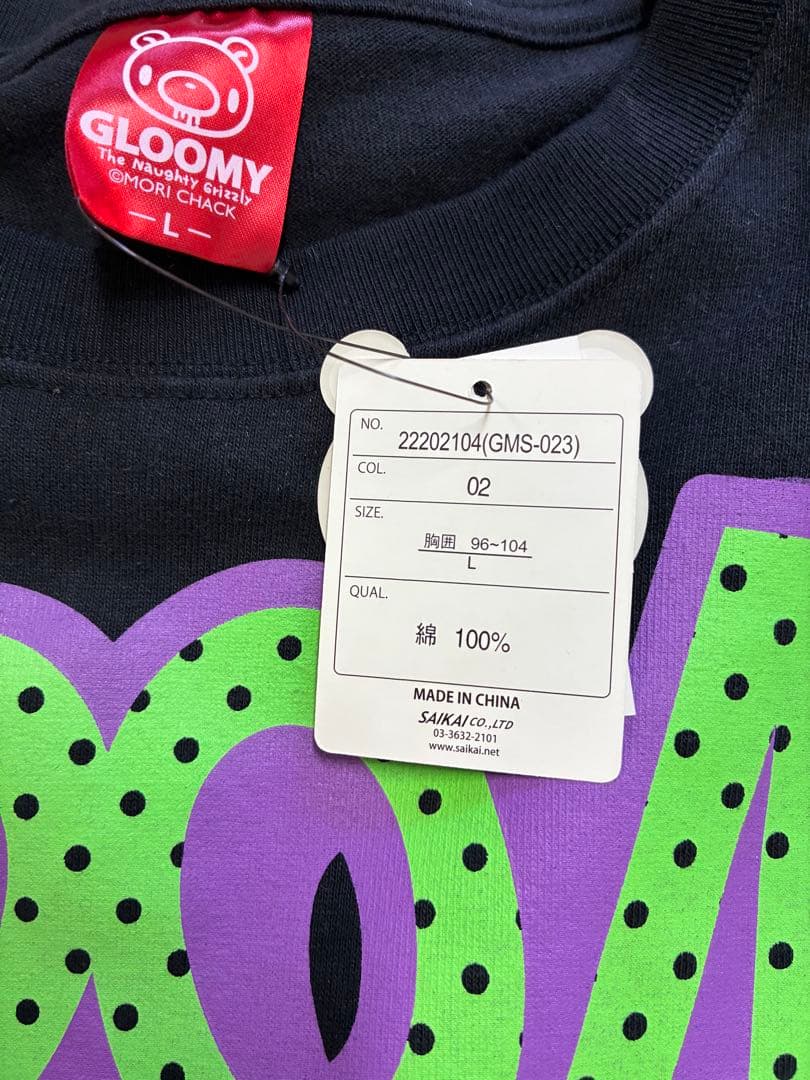 GLOOMY
The Naughty Grizzly
©MORI CHACK
—L—
NO.
22202104(GMS-023)
COL.
02
SIZE.
胸囲 96~104
L
QUAL.
綿 100%
MADE IN CHINA
SAIKAI CO.,LTD
03-3632-2101
www.saikai.net